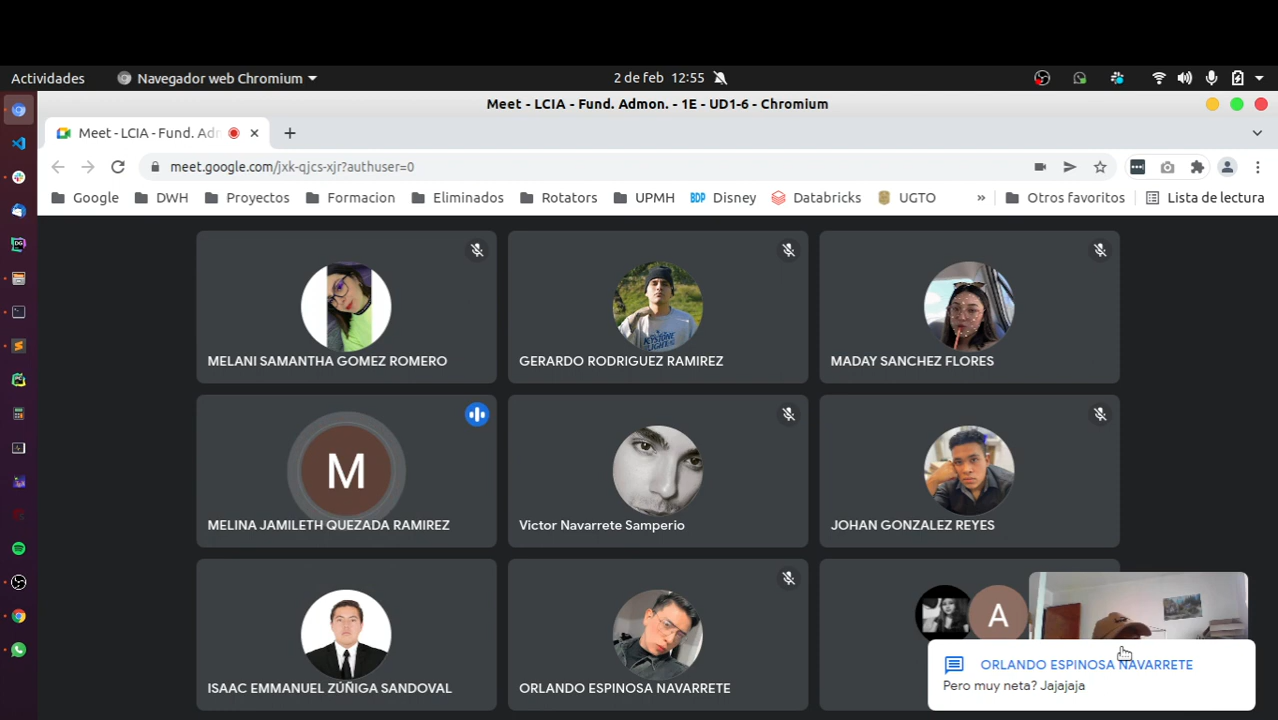 Actividades Navegador web Chromium 2 de feb 12:55
Meet - LCIA - Fund. Admon. - 1E - UD1-6 - Chromium
Meet - LCIA - Fund. Adn
meet.google.com/jxk-qjcs-xjr?authuser=0
Google DWH Proyectos Formacion Eliminados Rotators UPMH BDP Disney Databricks UGTO » Otros favoritos Lista de lectura
MELANI SAMANTHA GOMEZ ROMERO
GERARDO RODRIGUEZ RAMIREZ
MADAY SANCHEZ FLORES
M
MELINA JAMILETH QUEZADA RAMIREZ
Victor Navarrete Samperio
JOHAN GONZALEZ REYES
ISAAC EMMANUEL ZÚÑIGA SANDOVAL
ORLANDO ESPINOSA NAVARRETE
A
ORLANDO ESPINOSA NAVARRETE
Pero muy neta? Jajajaja